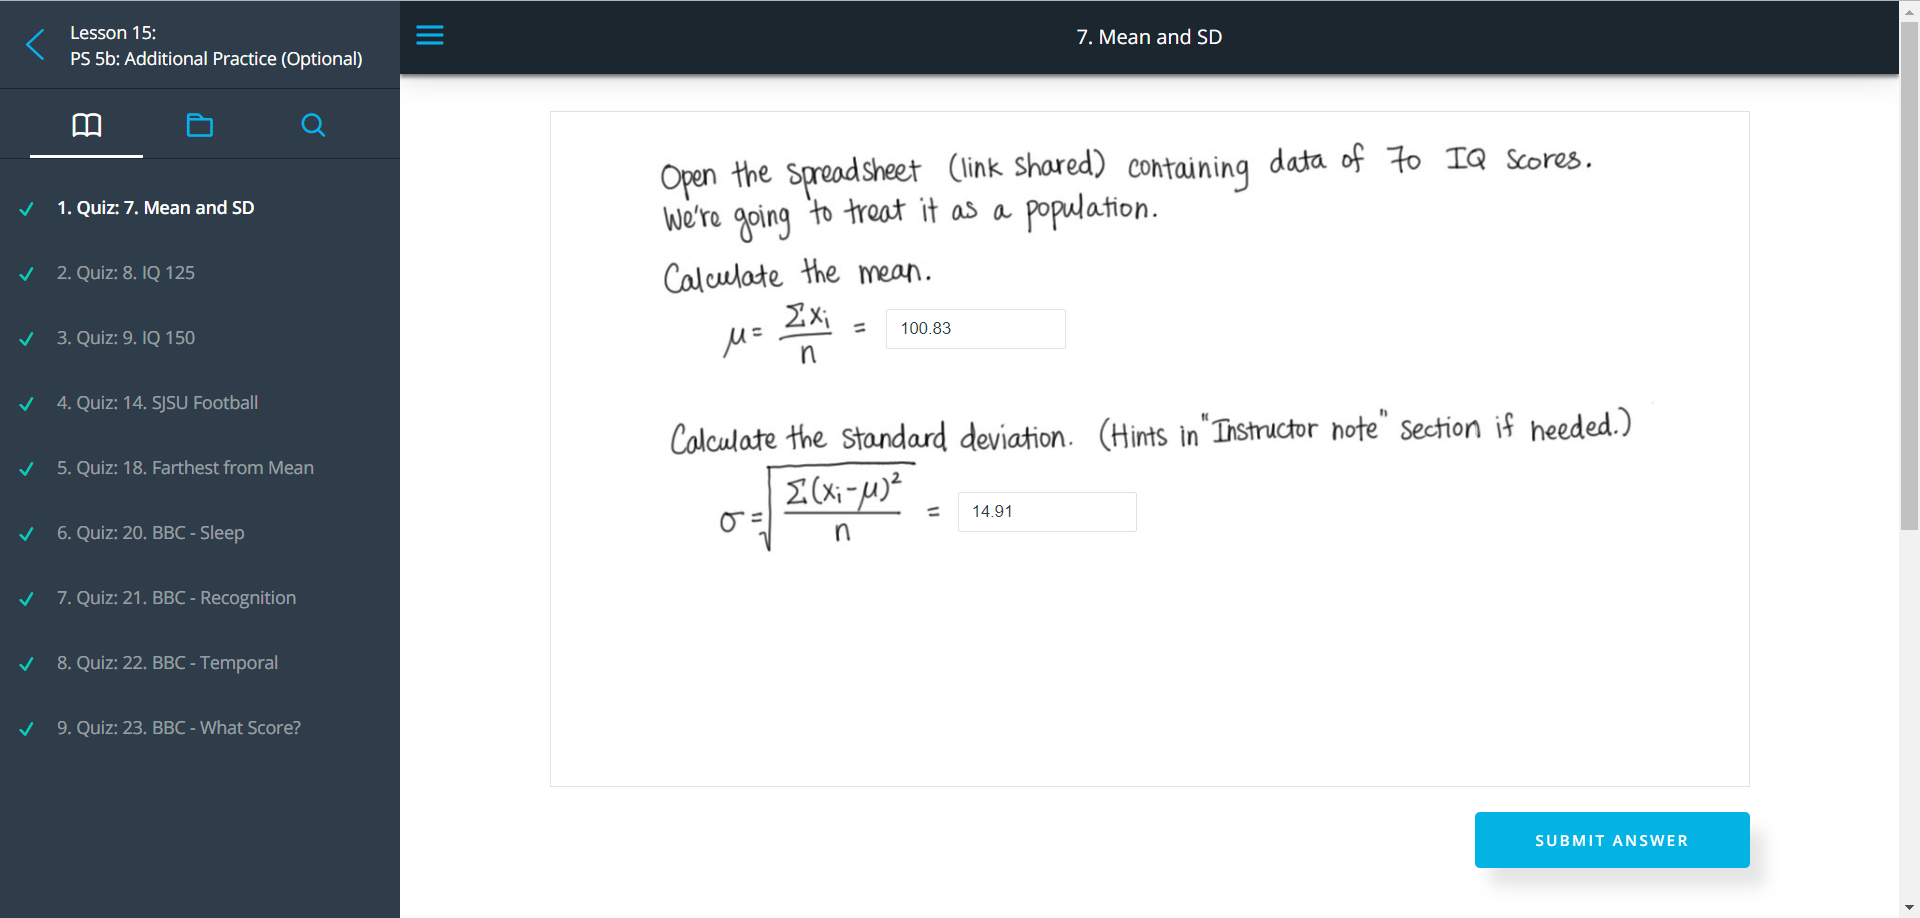 Lesson 15:
PS 5b: Additional Practice (Optional)
1. Quiz: 7. Mean and SD
2. Quiz: 8. IQ 125
3. Quiz: 9. IQ 150
4. Quiz: 14. SJSU Football
5. Quiz: 18. Farthest from Mean
6. Quiz: 20. BBC - Sleep
7. Quiz: 21. BBC - Recognition
8. Quiz: 22. BBC - Temporal
9. Quiz: 23. BBC - What Score?
7. Mean and SD
Open the spreadsheet (link shared) containing data of 70 IQ scores.
We're going to treat it as a population.
Calculate the mean.
μ = Σxi / n = 100.83
Calculate the standard deviation. (Hints in "Instructor note" section if needed.)
σ = √(Σ(xi-μ)² / n) = 14.91
SUBMIT ANSWER